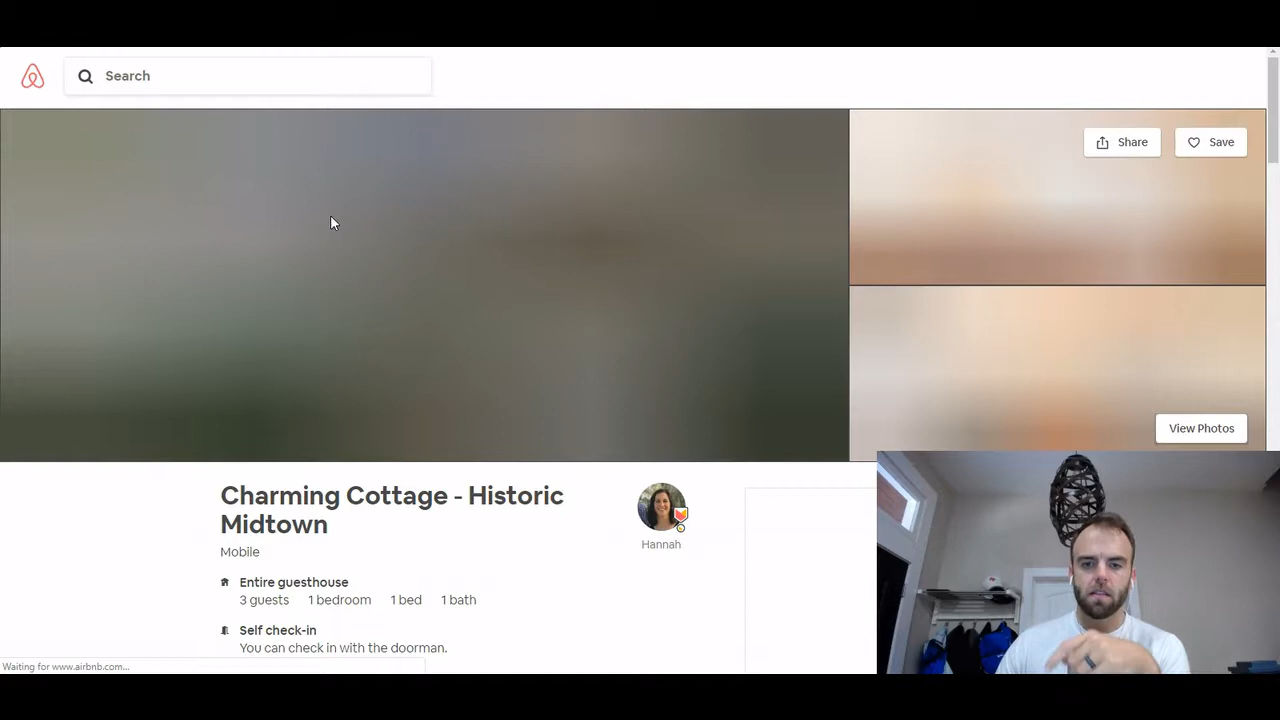 Search
Share
Save
View Photos
Charming Cottage - Historic
Midtown
Mobile
Hannah
Entire guesthouse
3 guests 1 bedroom 1 bed 1 bath
Self check-in
You can check in with the doorman.
Waiting for www.airbnb.com...